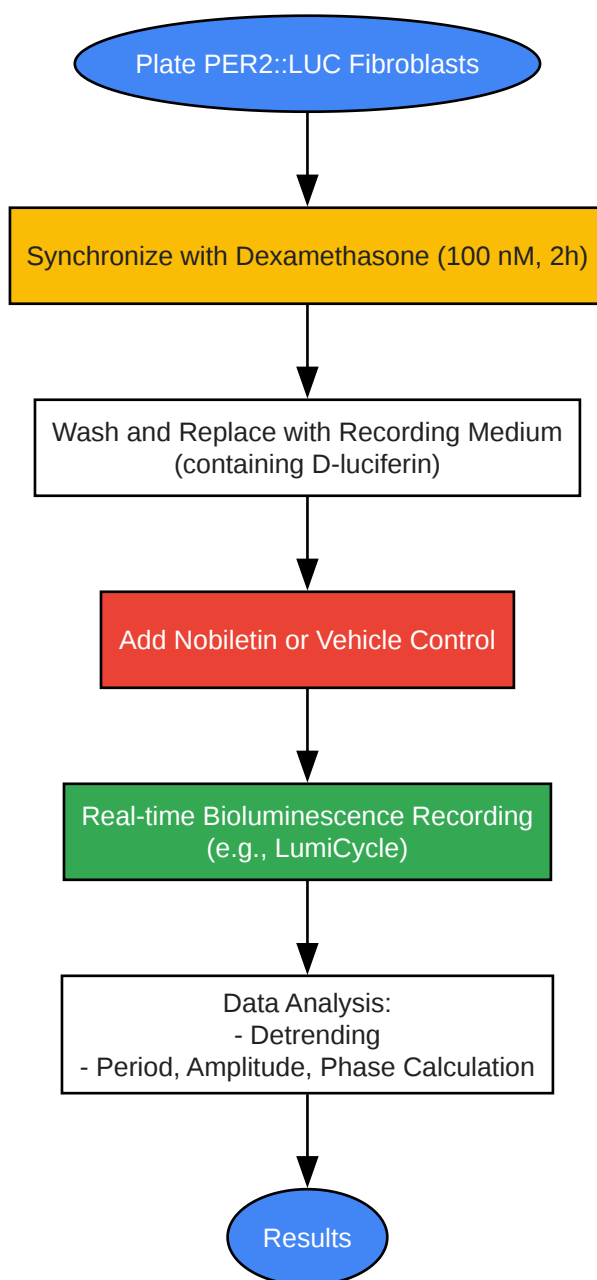 Plate PER2::LUC Fibroblasts
Synchronize with Dexamethasone (100 nM, 2h)
Wash and Replace with Recording Medium
(containing D-luciferin)
Add Nobiletin or Vehicle Control
Real-time Bioluminescence Recording
(e.g., LumiCycle)
Data Analysis:
- Detrending
- Period, Amplitude, Phase Calculation
Results